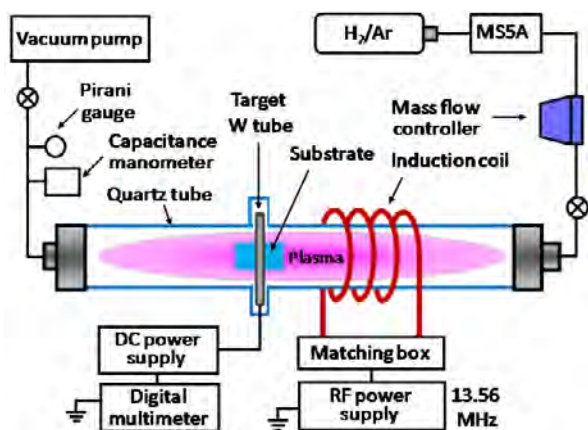 Vacuum pump
H₂/Ar
MS5A
Pirani
gauge
Target
W tube
Mass flow
controller
Capacitance
manometer
Substrate
Induction coil
Quartz tube
Plasma
DC power
supply
Matching box
Digital
multimeter
RF power
supply
13.56
MHz